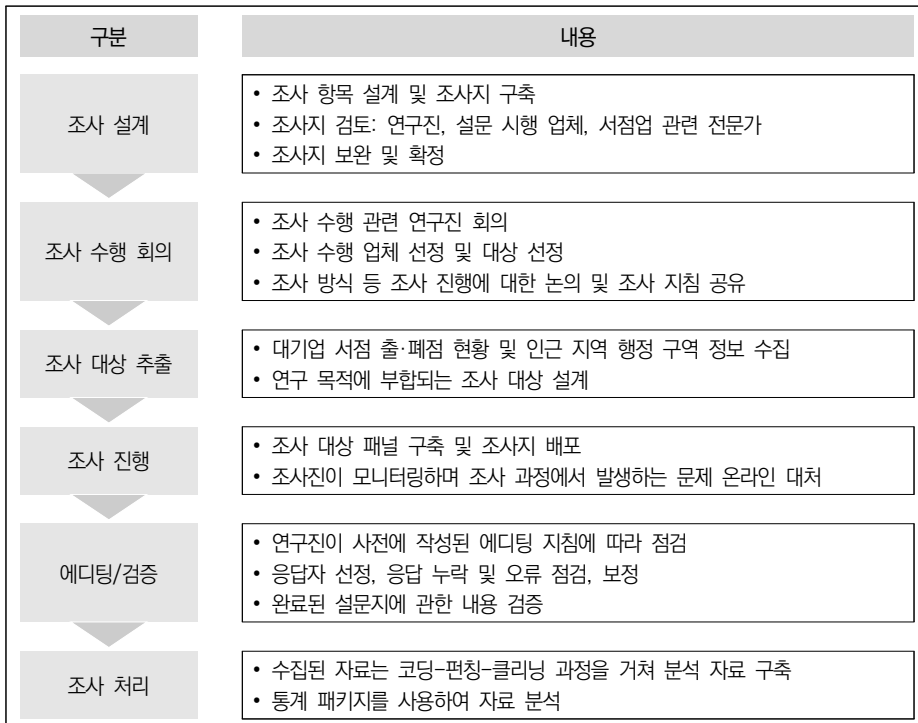 구분
내용
조사 설계
• 조사 항목 설계 및 조사지 구축
• 조사지 검토: 연구진, 설문 시행 업체, 서점업 관련 전문가
• 조사지 보완 및 확정
조사 수행 회의
• 조사 수행 관련 연구진 회의
• 조사 수행 업체 선정 및 대상 선정
• 조사 방식 등 조사 진행에 대한 논의 및 조사 지침 공유
조사 대상 추출
• 대기업 서점 출·폐점 현황 및 인근 지역 행정 구역 정보 수집
• 연구 목적에 부합되는 조사 대상 설계
조사 진행
• 조사 대상 패널 구축 및 조사지 배포
• 조사진이 모니터링하며 조사 과정에서 발생하는 문제 온라인 대처
에디팅/검증
• 연구진이 사전에 작성된 에디팅 지침에 따라 점검
• 응답자 선정, 응답 누락 및 오류 점검, 보정
• 완료된 설문지에 관한 내용 검증
조사 처리
• 수집된 자료는 코딩-펀칭-클리닝 과정을 거쳐 분석 자료 구축
• 통계 패키지를 사용하여 자료 분석